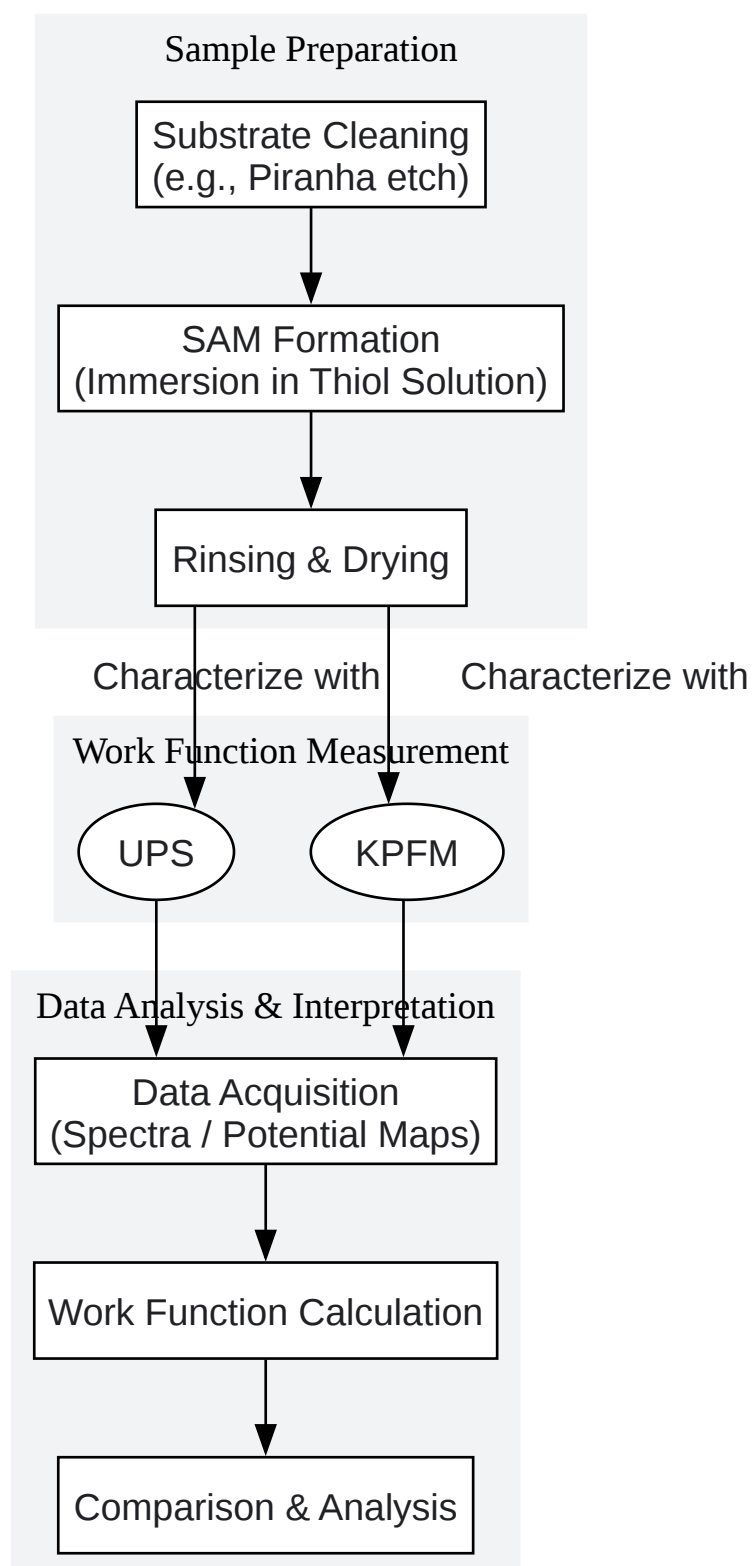 Sample Preparation
Substrate Cleaning
(e.g., Piranha etch)
SAM Formation
(Immersion in Thiol Solution)
Rinsing & Drying
Characterize with
Characterize with
Work Function Measurement
UPS
KPFM
Data Analysis & Interpretation
Data Acquisition
(Spectra / Potential Maps)
Work Function Calculation
Comparison & Analysis